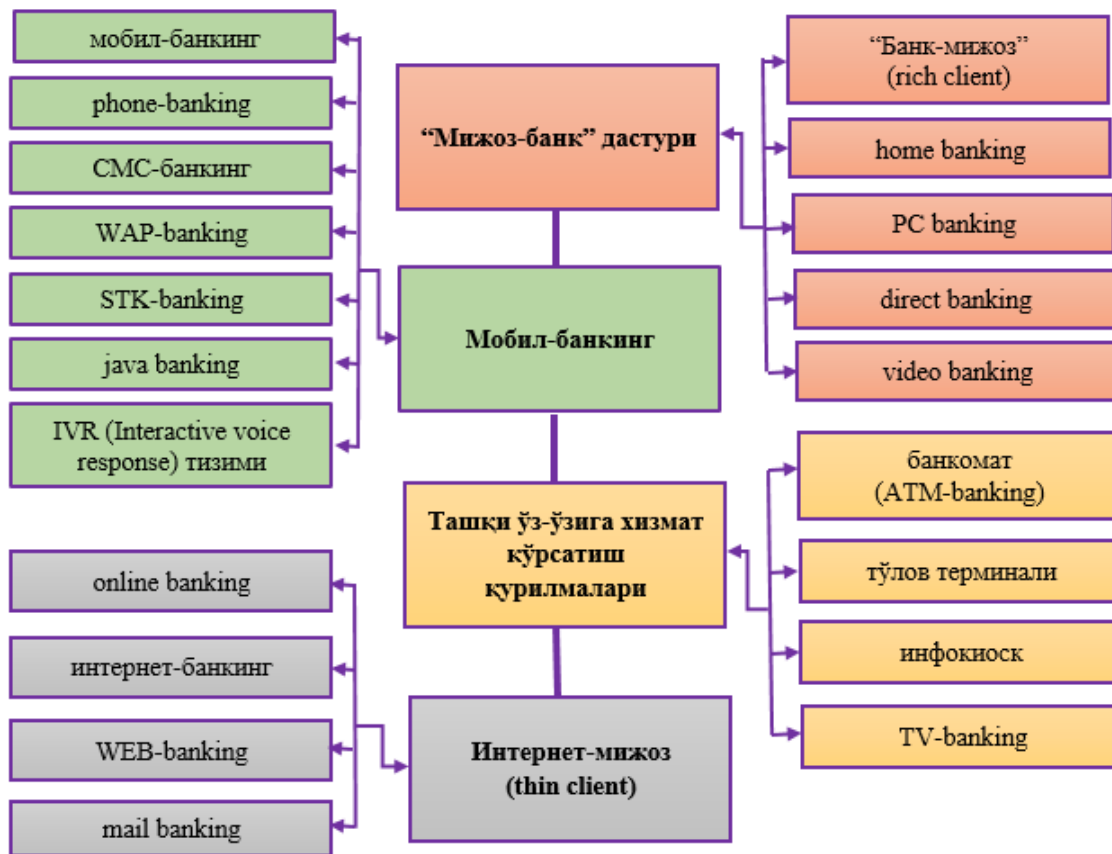 мобил-банкинг
phone-banking
СМС-банкинг
WAP-banking
STK-banking
java banking
IVR (Interactive voice
response) тизими
“Мижоз-банк” дастури
Мобил-банкинг
“Банк-мижоз”
(rich client)
home banking
PC banking
direct banking
video banking
Ташқи ўз-ўзига хизмат
кўрсатиш
қурилмалари
банкомат
(ATM-banking)
тўлов терминали
инфокиоск
TV-banking
online banking
интернет-банкинг
WEB-banking
mail banking
Интернет-мижоз
(thin client)